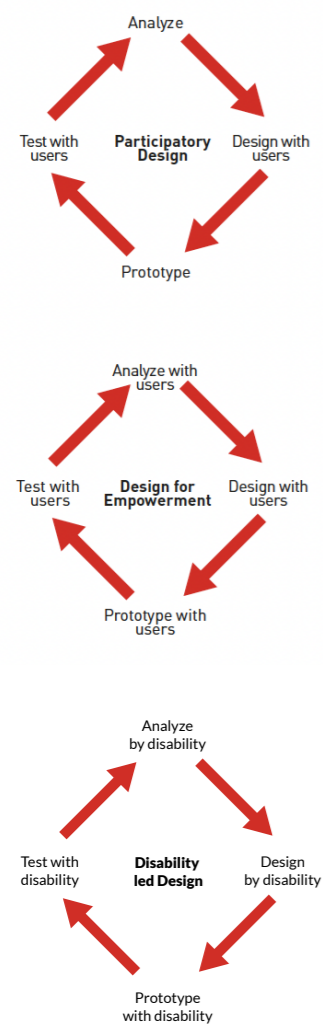 Analyze
Test with
users
Participatory
Design
Design with
users
Prototype
Analyze with
users
Test with
users
Design for
Empowerment
Design with
users
Prototype with
users
Analyze
by disability
Test with
disability
Disability
led Design
Design
by disability
Prototype
with disability